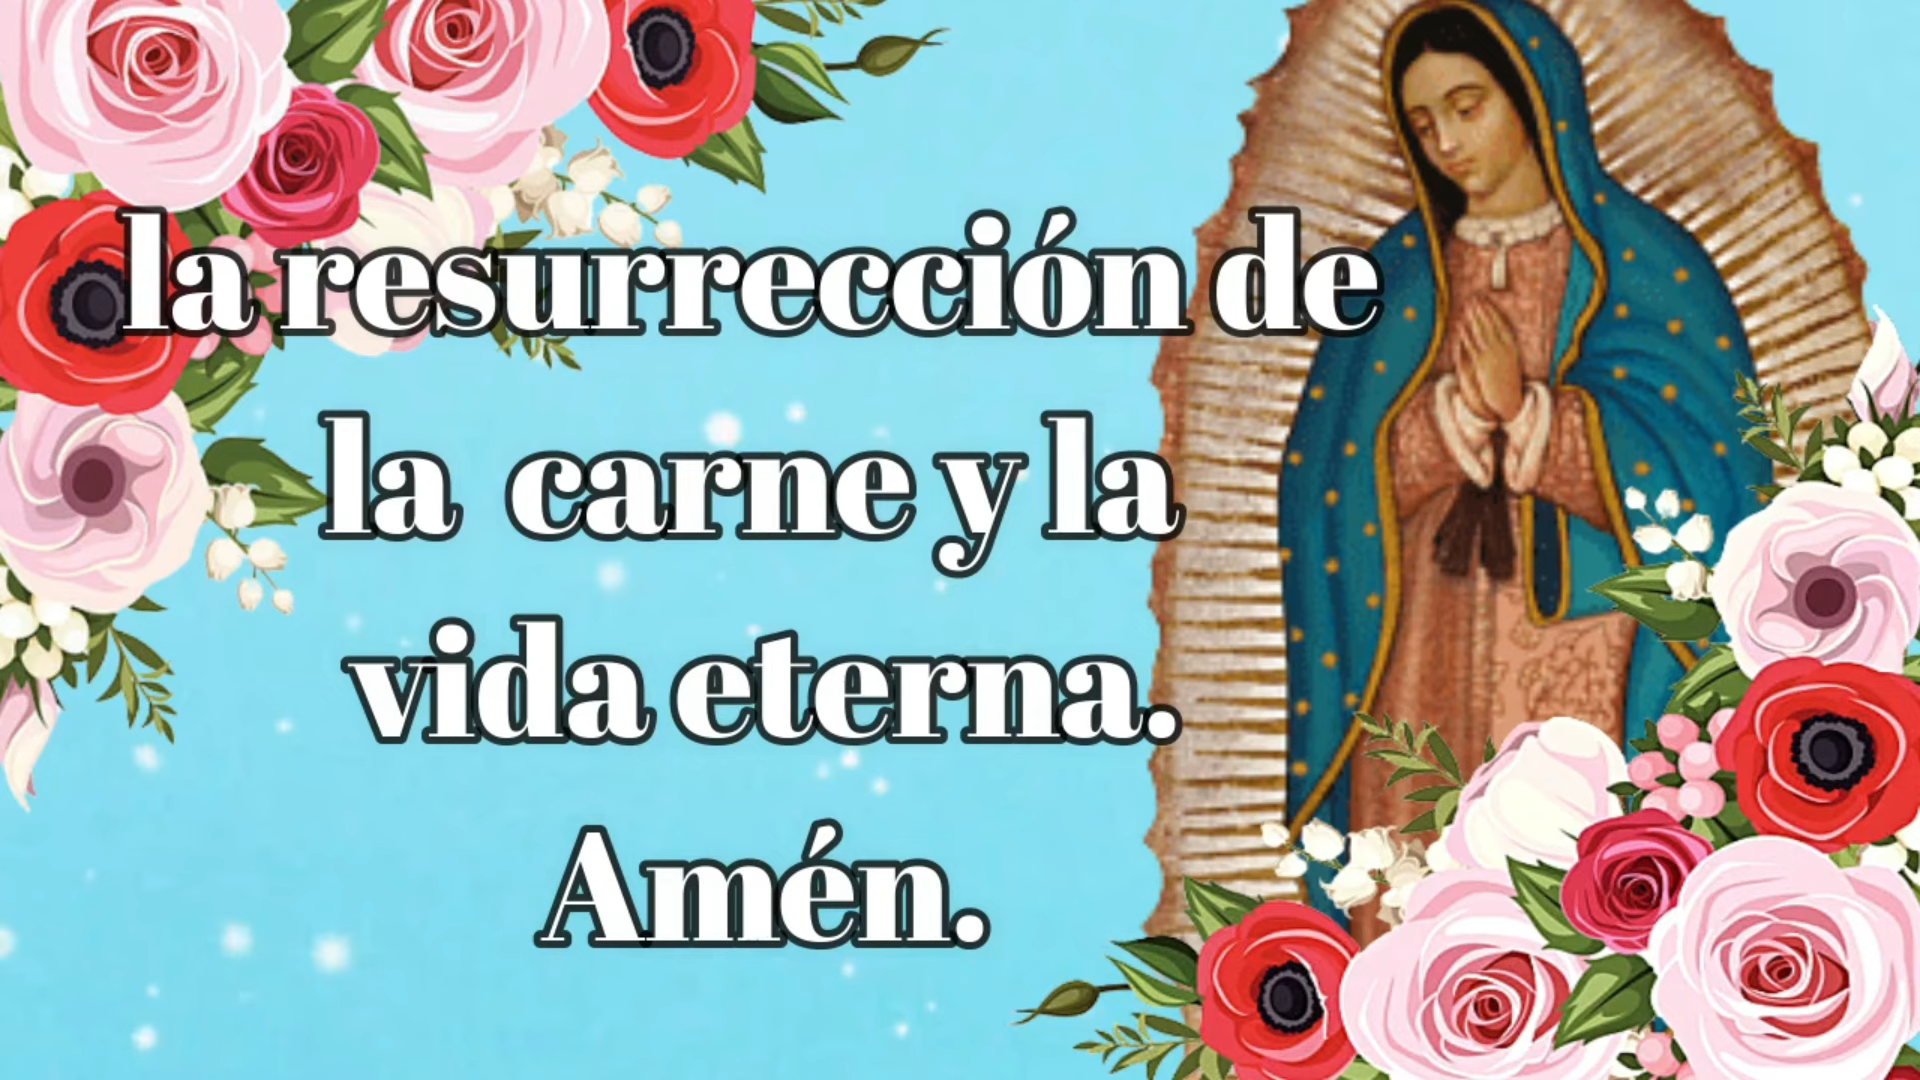 la resurrección de
la carne y la
vida eterna.
Amén.